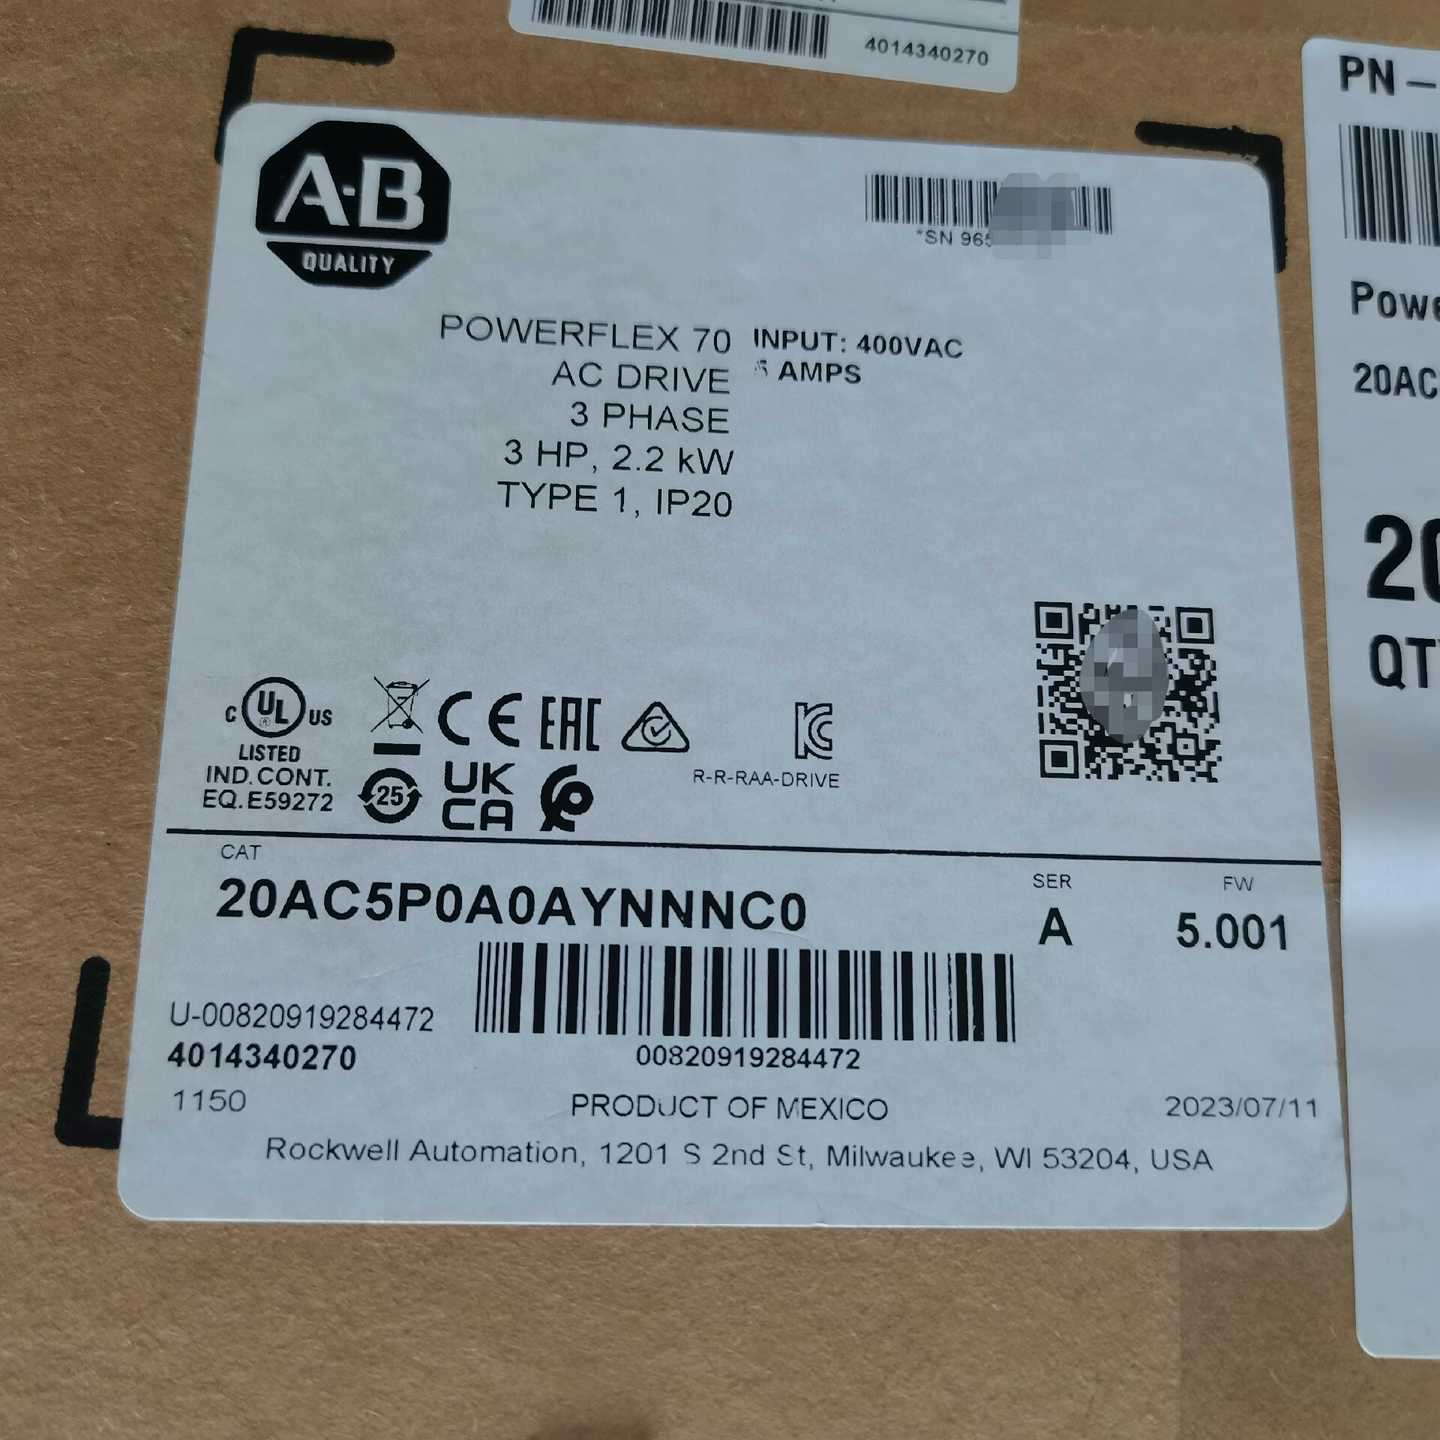 4014340270
PN –
A-B
QUALITY
*SN 96
POWERFLEX 70
AC DRIVE
3 PHASE
3 HP, 2.2 kW
TYPE 1, IP20
INPUT: 400VAC
AMPS
20AC
20
C UL US
LISTED
IND. CONT.
EQ. E59272
CE EAC
25
UK
CA
R-R-RAA-DRIVE
CAT
20AC5P0A0AYNNNC0
SER
A
FW
5.001
U-00820919284472
4014340270
00820919284472
1150
PRODUCT OF MEXICO
2023/07/11
Rockwell Automation, 1201 S 2nd St, Milwaukee, WI 53204, USA